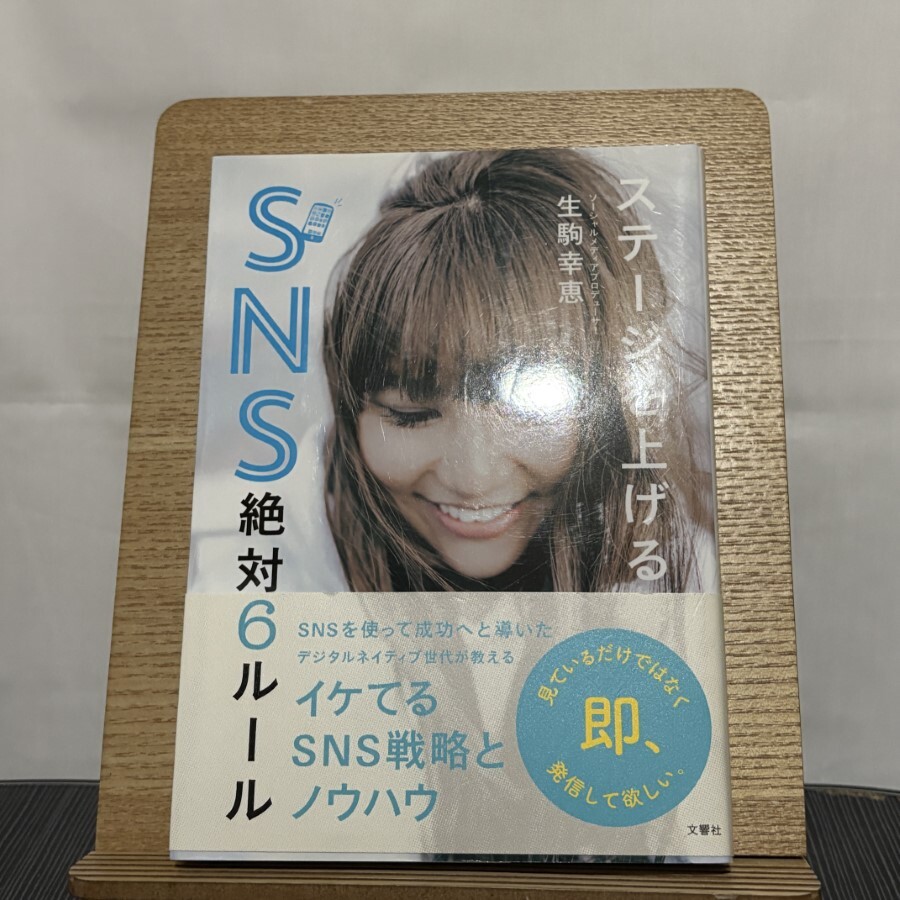 ステージを上げる
ソーシャルメディアプロデューサー
生駒幸恵
SNS
絶対6ルール
SNSを使って成功へと導いた
デジタルネイティブ世代が教える
イケてる
SNS戦略と
ノウハウ
見ているだけではなく
即、
発信して欲しい。
文響社